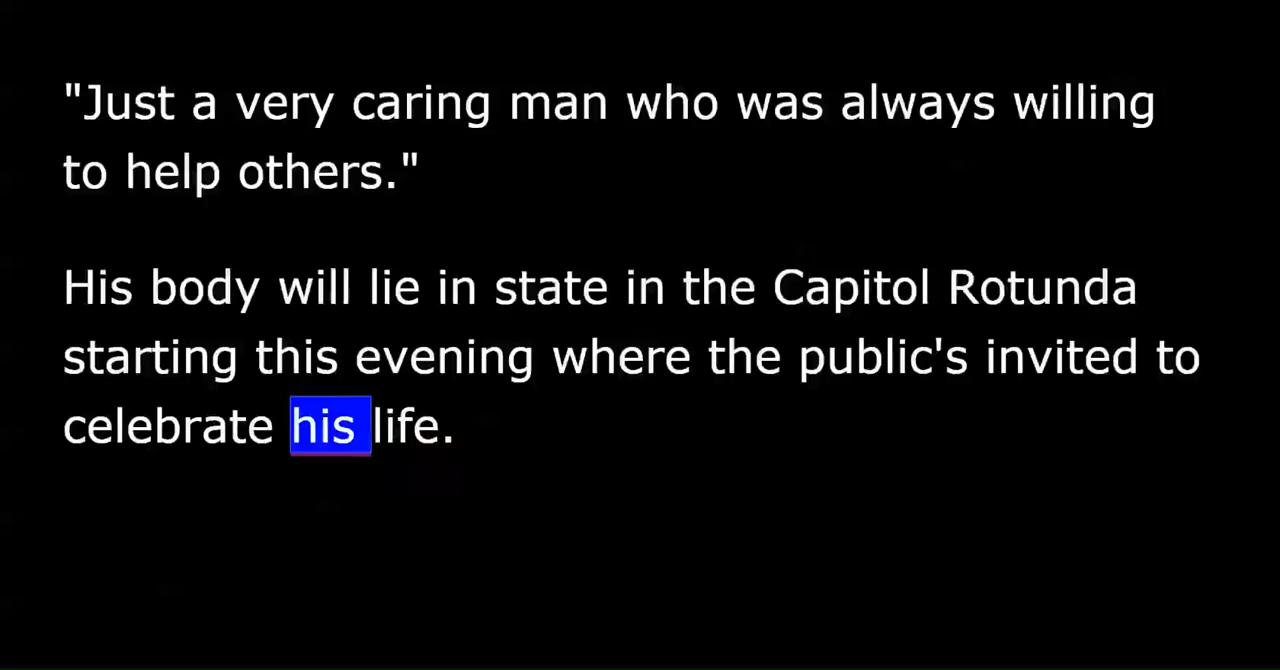 "Just a very caring man who was always willing
to help others."
His body will lie in state in the Capitol Rotunda
starting this evening where the public's invited to
celebrate his life.